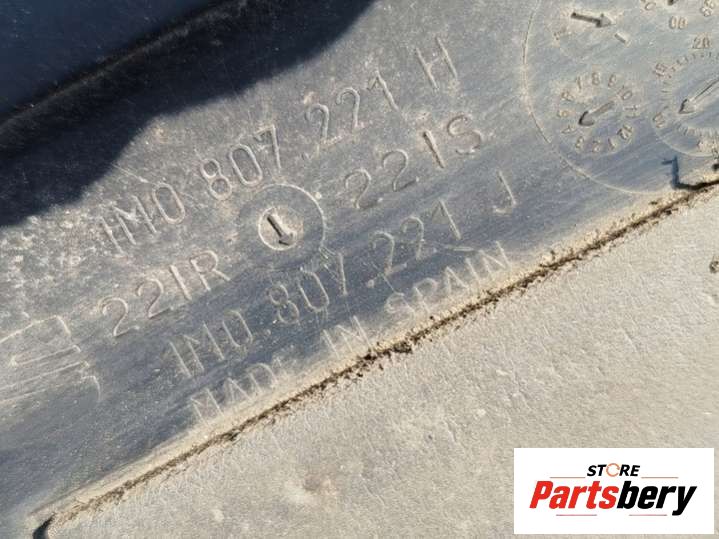 1M0 807.221 H
221R 221S
1M0 807.221 J
MADE IN SPAIN
STORE
Partsbery